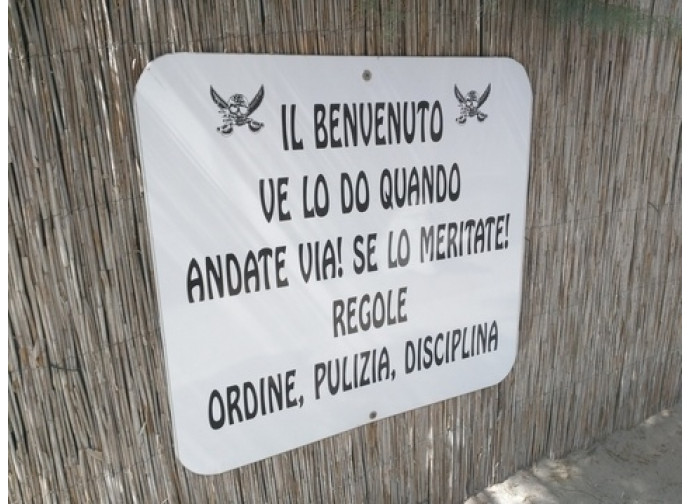 IL BENVENUTO
VE LO DO QUANDO
ANDATE VIA! SE LO MERITATE!
REGOLE
ORDINE, PULIZIA, DISCIPLINA